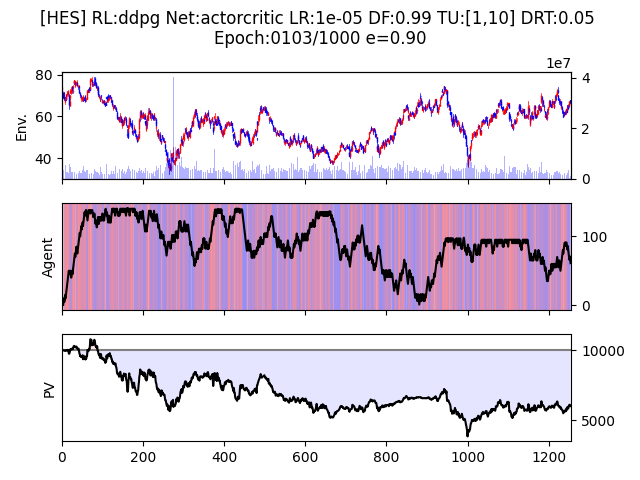 [HES] RL:ddpg Net:actorcritic LR:1e-05 DF:0.99 TU:[1,10] DRT:0.05
Epoch:0103/1000 e=0.90
1e7
80
60
40
Env.
4
2
0
Agent
100
0
PV
10000
5000
0 200 400 600 800 1000 1200